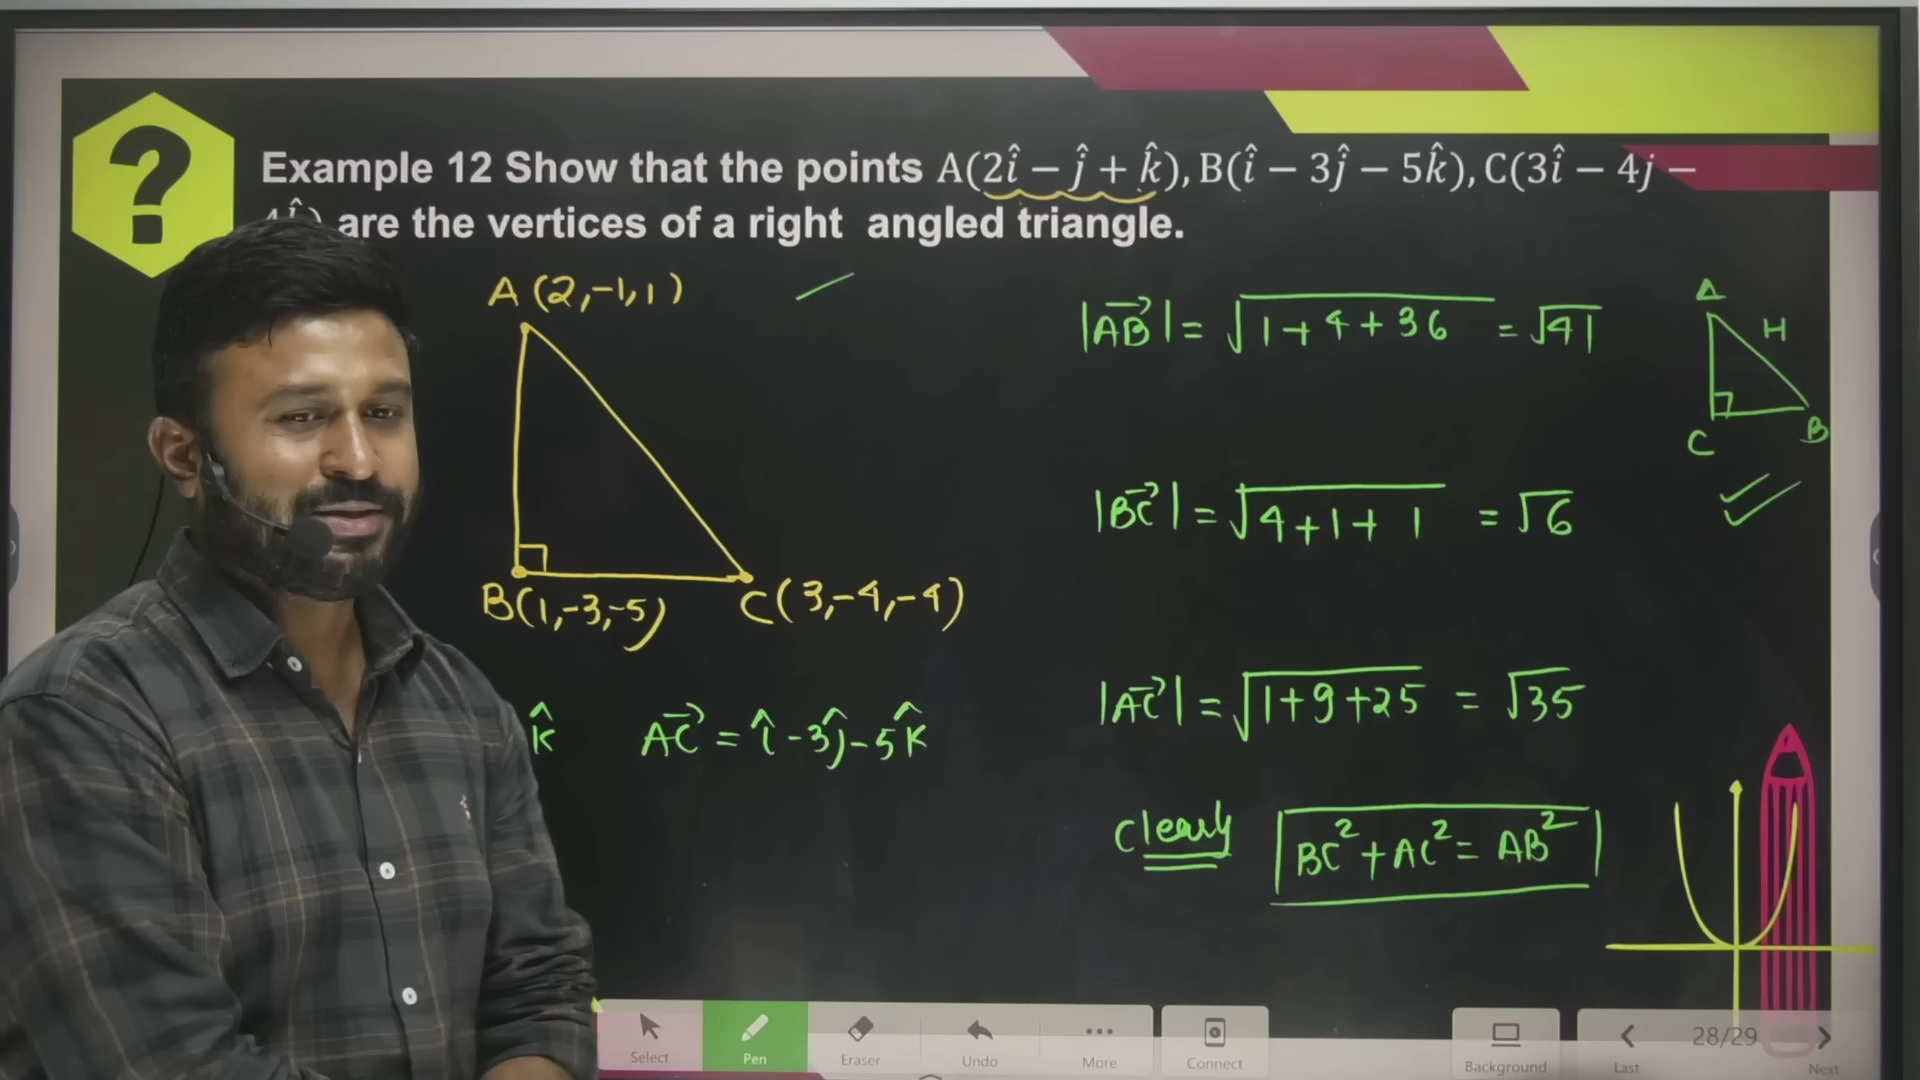 ?
Example 12 Show that the points A(2î − ĵ + k̂), B(î − 3ĵ − 5k̂), C(3î − 4j −
are the vertices of a right angled triangle.
A (2,-1,1)
B(1,-3,-5)
C(3,-4,-4)
k̂
AC⃗ = î - 3ĵ - 5k̂
|AB⃗| = √1+4+36 = √41
A
H
C
B
|BC⃗| = √4+1+1 = √6
|AC⃗| = √1+9+25 = √35
Clearly BC² + AC² = AB²
Select
Pen
Eraser
Undo
More
Connect
Background
Last
28/29
Next